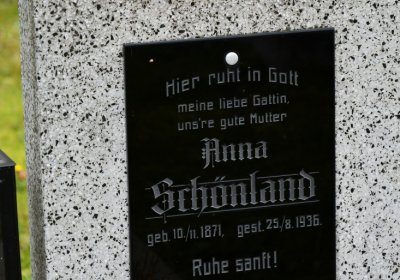 Hier ruht in Gott
meine liebe Gattin,
uns're gute Mutter
Anna
Schönland
geb. 10/11. 1871, gest. 25/8. 1936.
Ruhe sanft!